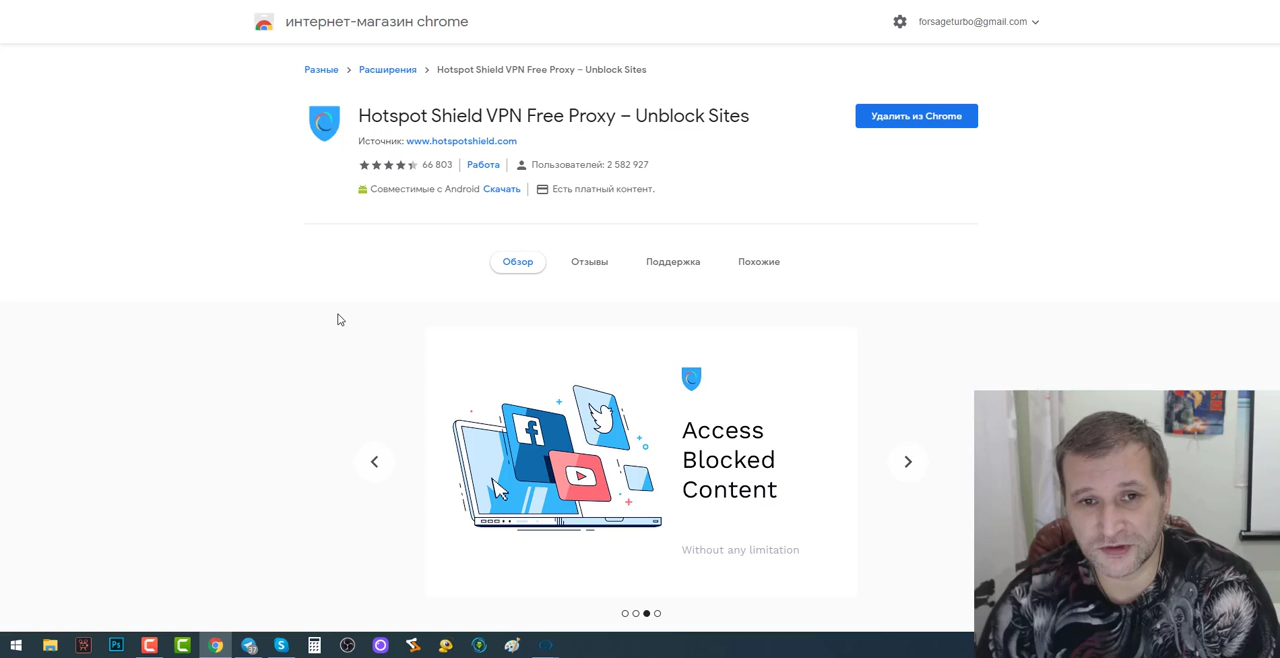 интернет-магазин chrome
forsageturbo@gmail.com
Разные > Расширения > Hotspot Shield VPN Free Proxy – Unblock Sites
Hotspot Shield VPN Free Proxy – Unblock Sites
Удалить из Chrome
Источник: www.hotspotshield.com
66 803 | Работа | Пользователей: 2 582 927
Совместимые с Android Скачать | Есть платный контент.
Обзор
Отзывы
Поддержка
Похожие
Access
Blocked
Content
Without any limitation
Ps
37